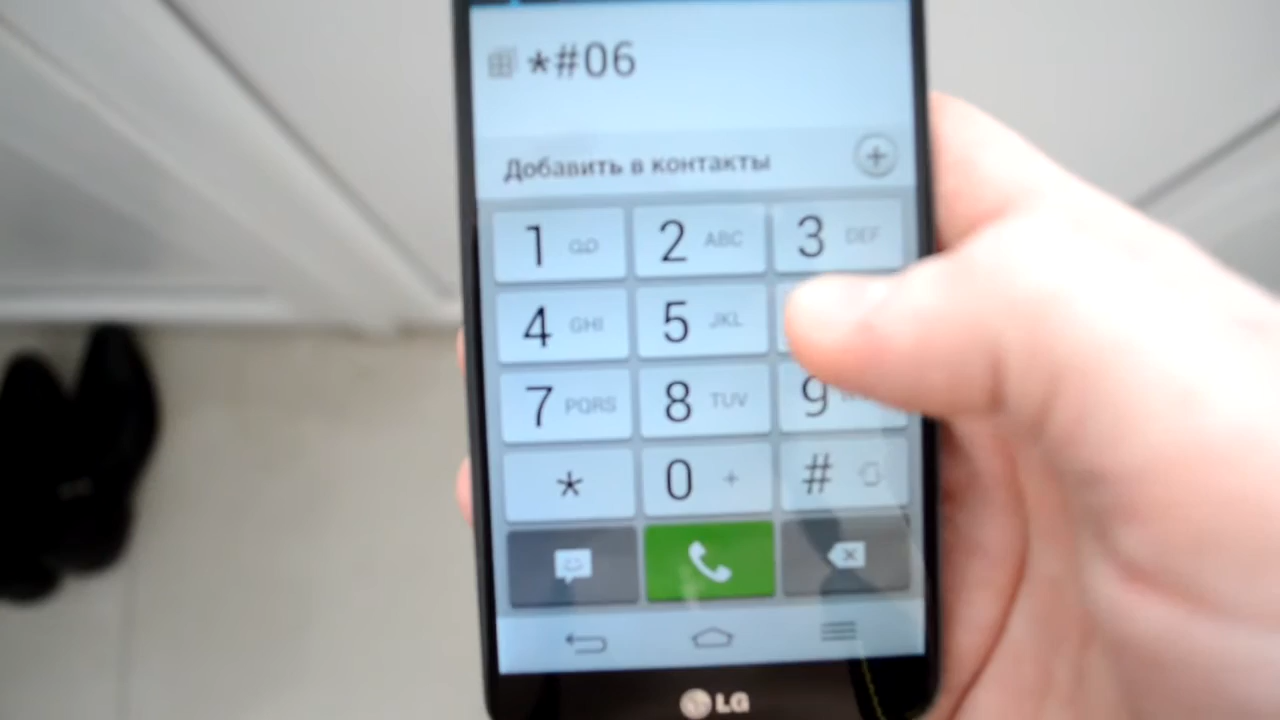 *#06
Добавить в контакты
1 2 ABC 3 DEF
4 GHI 5 JKL
7 PQRS 8 TUV 9
* 0 + #
LG